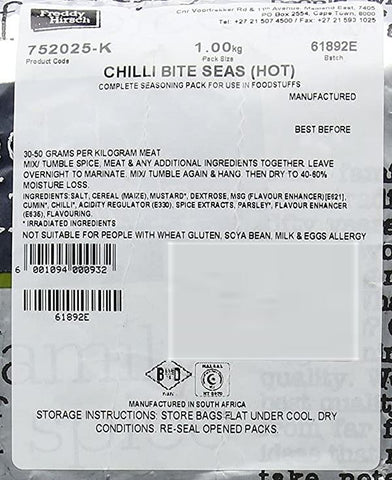 Freddy
Hirsch
Cnr Voortrekker Rd & 11th Avenue, Maitland East, 7405
PO Box 2554, Cape Town, 8000
Tel: +27 21 507 4500 / Fax: +27 21 593 1025
752025-K 1.00kg 61892E
Product Code Pack Size Batch
CHILLI BITE SEAS (HOT)
COMPLETE SEASONING PACK FOR USE IN FOODSTUFFS
MANUFACTURED
BEST BEFORE
30-50 GRAMS PER KILOGRAM MEAT
MIX/ TUMBLE SPICE, MEAT & ANY ADDITIONAL INGREDIENTS TOGETHER. LEAVE
OVERNIGHT TO MARINATE. MIX/ TUMBLE AGAIN & HANG. THEN DRY TO 40-60%
MOISTURE LOSS.
INGREDIENTS:SALT, CEREAL (MAIZE), MUSTARD*, DEXTROSE, MSG (FLAVOUR ENHANCER)[E621],
CUMIN*, CHILLI*, ACIDITY REGULATOR (E330), SPICE EXTRACTS, PARSLEY*, FLAVOUR ENHANCER
(E635), FLAVOURING.
* IRRADIATED INGREDIENTS
NOT SUITABLE FOR PEOPLE WITH WHEAT GLUTEN, SOYA BEAN, MILK & EGGS ALLERGY
6 001094 000932
61892E
HALAAL
MANUFACTURED IN SOUTH AFRICA
STORAGE INSTRUCTIONS: STORE BAGS FLAT UNDER COOL, DRY
CONDITIONS. RE-SEAL OPENED PACKS.
take note